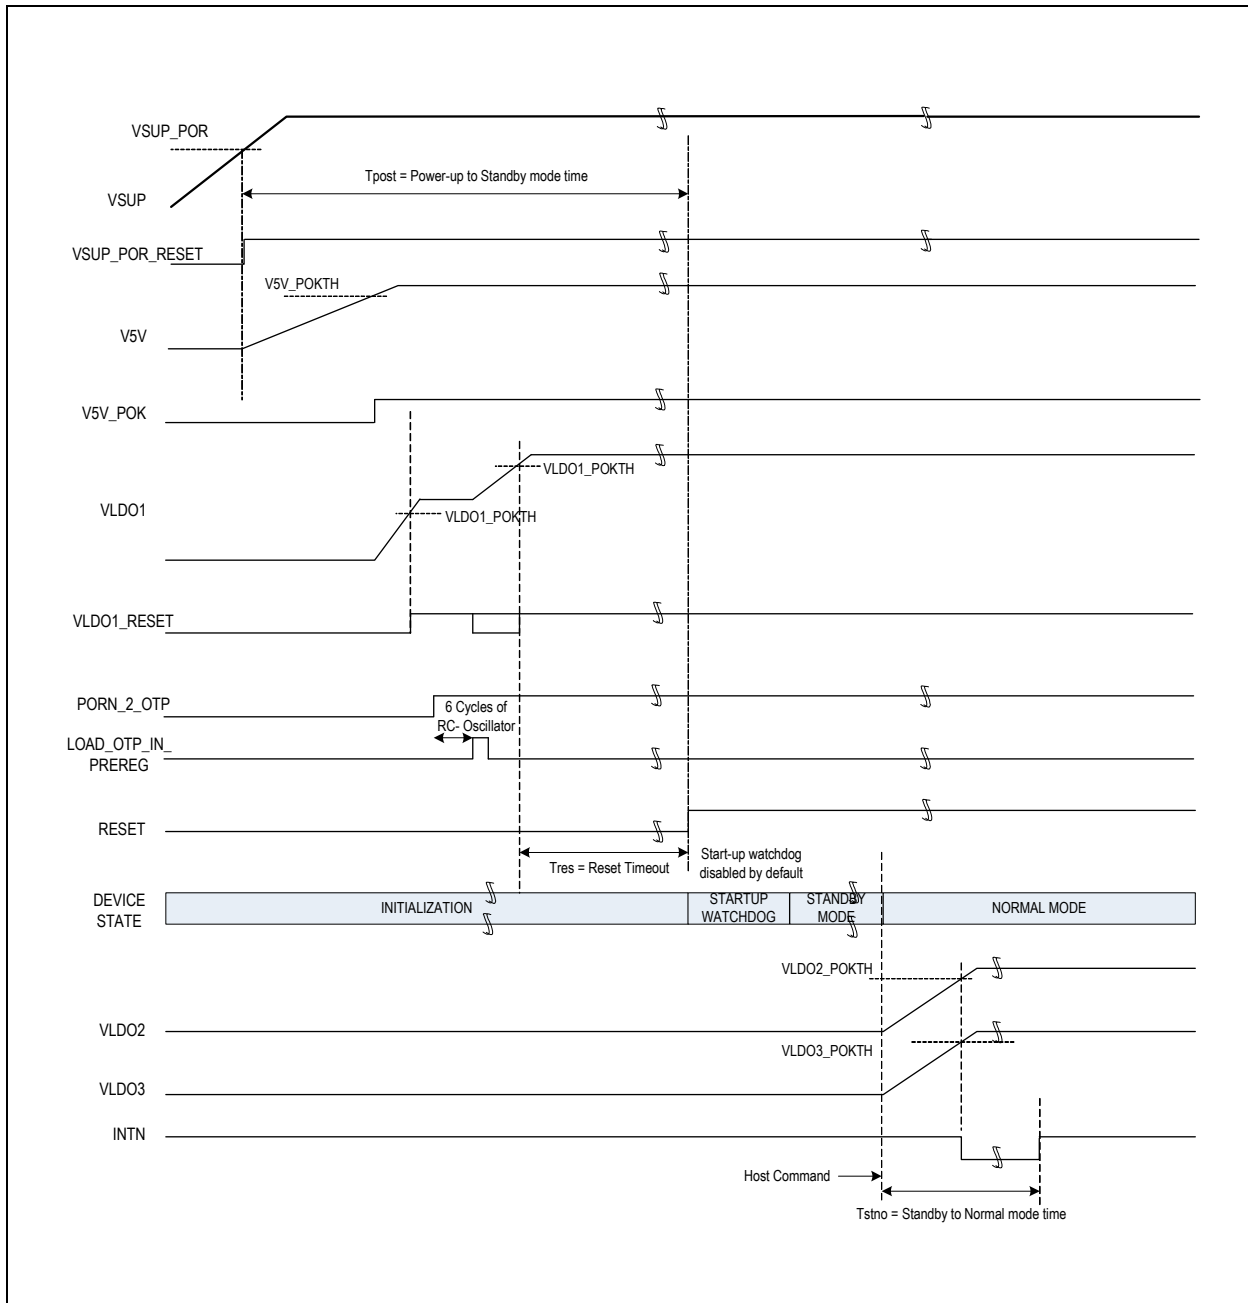 VSUP_POR
Tpost = Power-up to Standby mode time
VSUP
VSUP_POR_RESET
V5V_POKTH
V5V
V5V_POK
VLDO1_POKTH
VLDO1
VLDO1_POKTH
VLDO1_RESET
PORN_2_OTP
6 Cycles of
RC- Oscillator
LOAD_OTP_IN_
PREREG
RESET
Tres = Reset Timeout
Start-up watchdog
disabled by default
DEVICE
STATE
INITIALIZATION
STARTUP
WATCHDOG
STANDBY
MODE
NORMAL MODE
VLDO2_POKTH
VLDO2
VLDO3_POKTH
VLDO3
INTN
Host Command
Tstno = Standby to Normal mode time